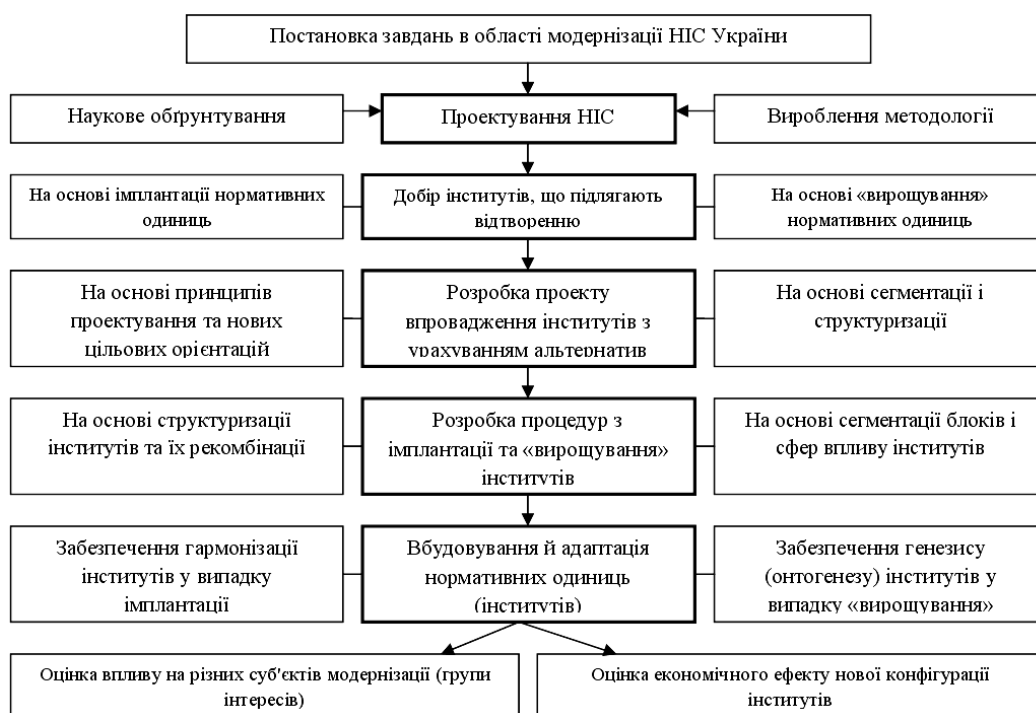 Постановка завдань в області модернізації НІС України
Наукове обґрунтування
Проектування НІС
Вироблення методології
На основі імплантації нормативних
одиниць
Добір інститутів, що підлягають
відтворенню
На основі «вирощування»
нормативних одиниць
На основі принципів
проектування та нових
цільових орієнтацій
Розробка проекту
впровадження інститутів з
урахуванням альтернатив
На основі сегментації і
структуризації
На основі структуризації
інститутів та їх рекомбінації
Розробка процедур з
імплантації та «вирощування»
інститутів
На основі сегментації блоків і
сфер впливу інститутів
Забезпечення гармонізації
інститутів у випадку
імплантації
Вбудовування й адаптація
нормативних одиниць
(інститутів)
Забезпечення генезису
(онтогенезу) інститутів у
випадку «вирощування»
Оцінка впливу на різних суб'єктів модернізації (групи
інтересів)
Оцінка економічного ефекту нової конфігурації
інститутів